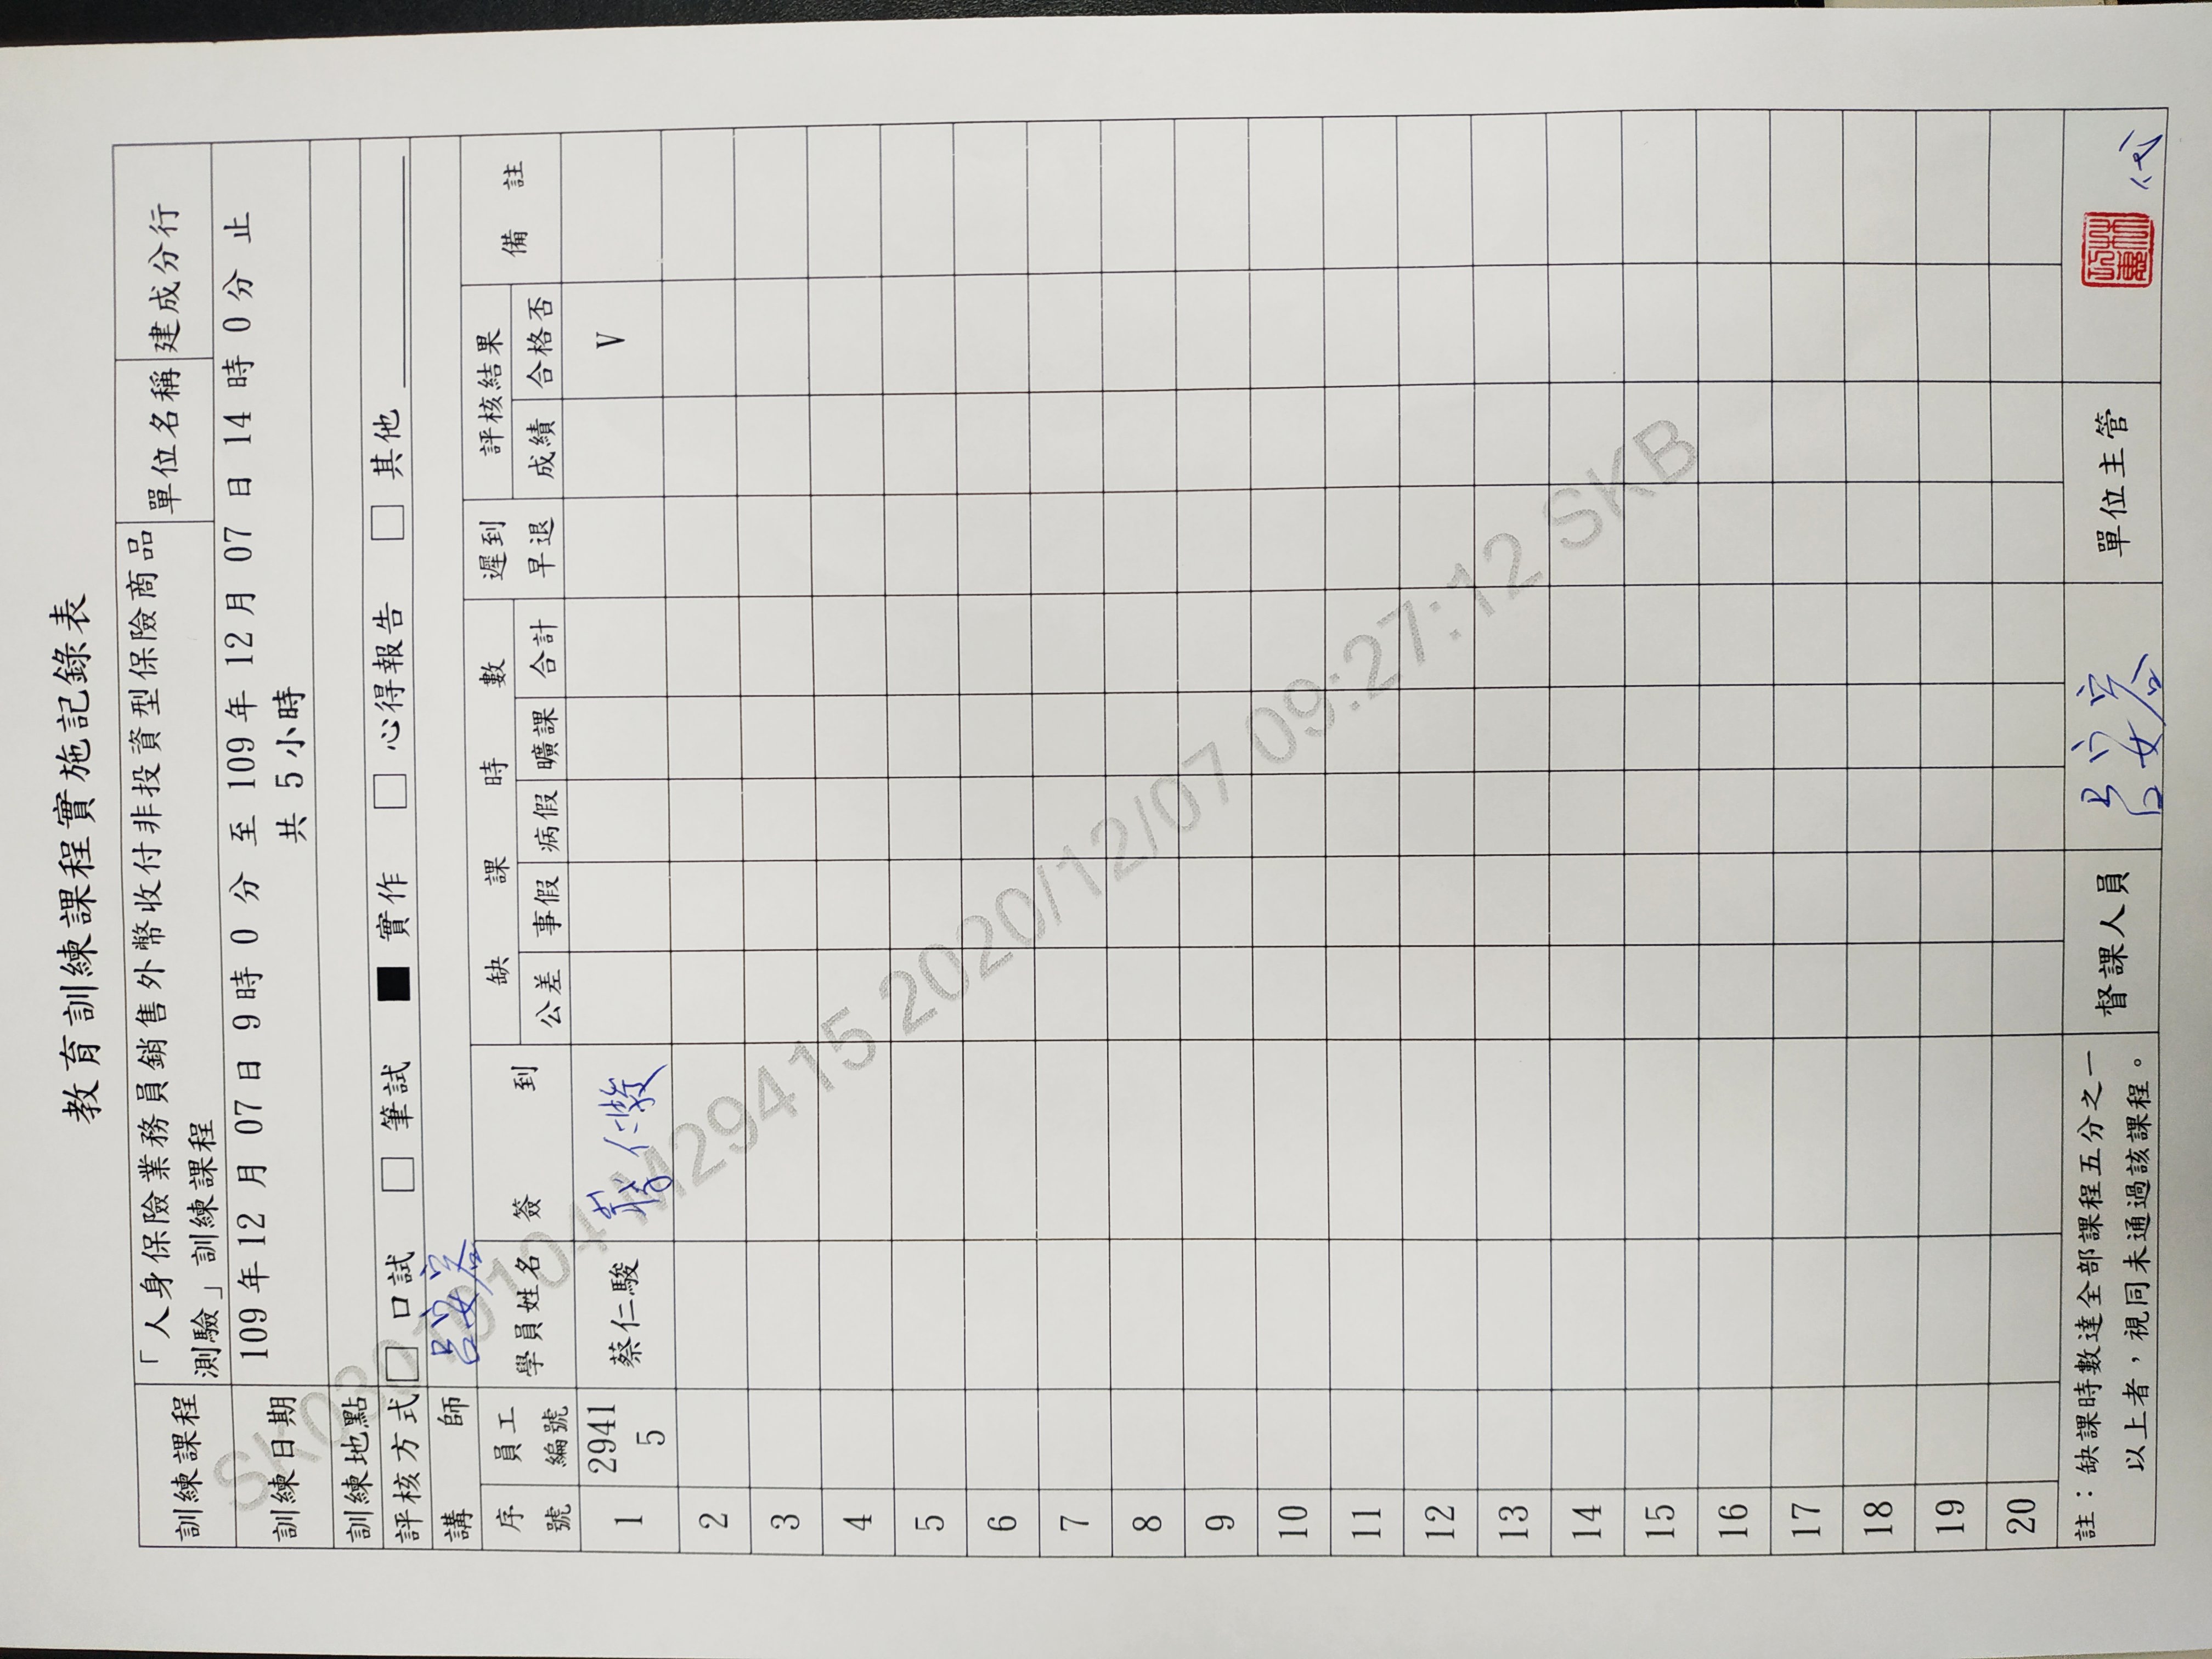 教育訓練課程實施記錄表
訓練課程
「人身保險業務員銷售外幣收付非投資型保險商品
測驗」訓練課程
單位名稱
建成分行
訓練日期
109 年 12 月 07 日 9 時 0 分 至 109 年 12 月 07 日 14 時 0 分 止
共 5 小時
訓練地點
評核方式
□ 口試 □ 筆試 ■ 實作 □ 心得報告 □ 其他
講 師
呂安容
序號
員工編號
學員姓名
簽 到
缺 課 時 數
公差 事假 病假 曠課 合計
遲到早退
評核結果
成績 合格否
備 註
1 29415 蔡仁駿 蔡仁駿 V
2
3
4
5
6
7
8
9
10
11
12
13
14
15
16
17
18
19
20
註：缺課時數達全部課程五分之一
以上者，視同未通過該課程。
督課人員
呂安容
單位主管
代
M29415 2020/12/07 09:27:12 SKB